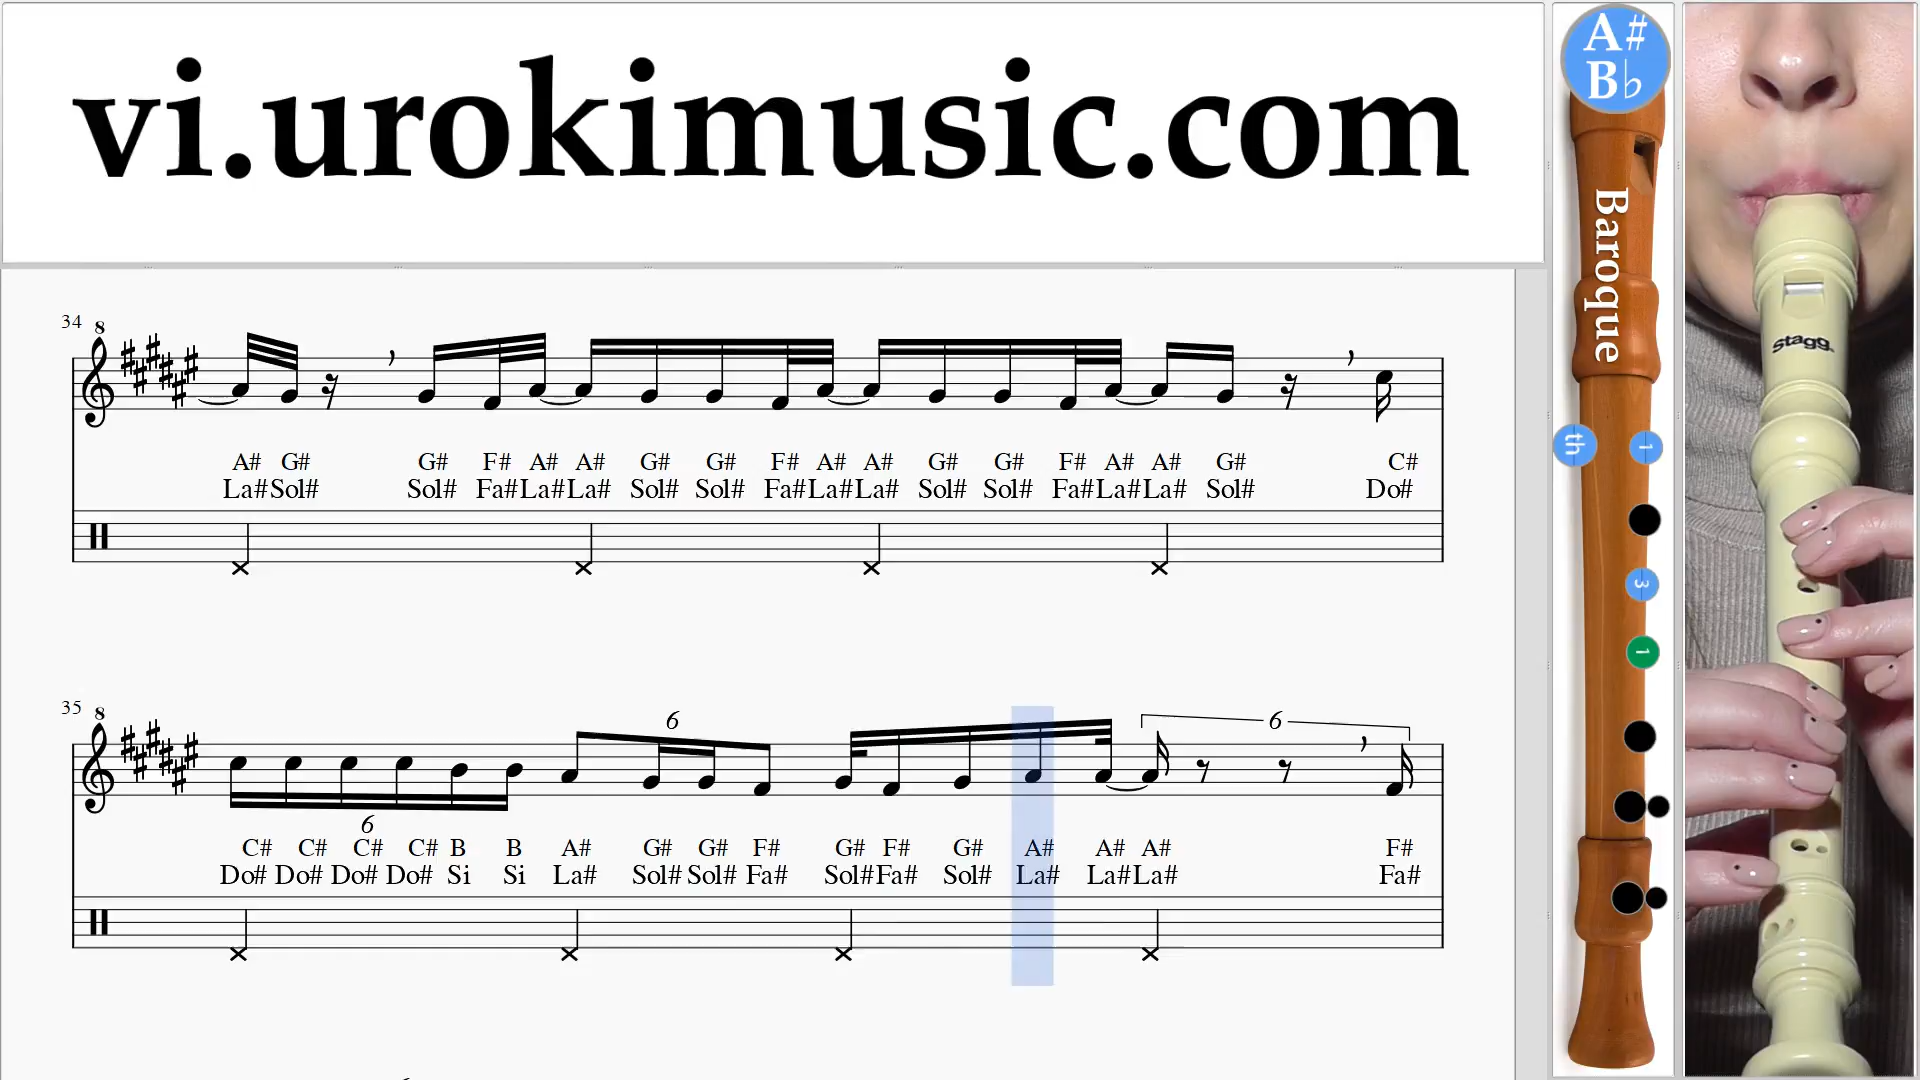 vi.urokimusic.com
A#
B♭
Baroque
th
1
3
1
stagg.
34
8
A# G# G# F# A# A# G# G# F# A# A# G# G# F# A# A# G# C#
La# Sol# Sol# Fa# La# La# Sol# Sol# Fa# La# La# Sol# Sol# Fa# La# La# Sol# Do#
35
8
6
6
6
C# C# C# C# B B A# G# G# F# G# F# G# A# A# A# F#
Do# Do# Do# Do# Si Si La# Sol# Sol# Fa# Sol# Fa# Sol# La# La# La# Fa#